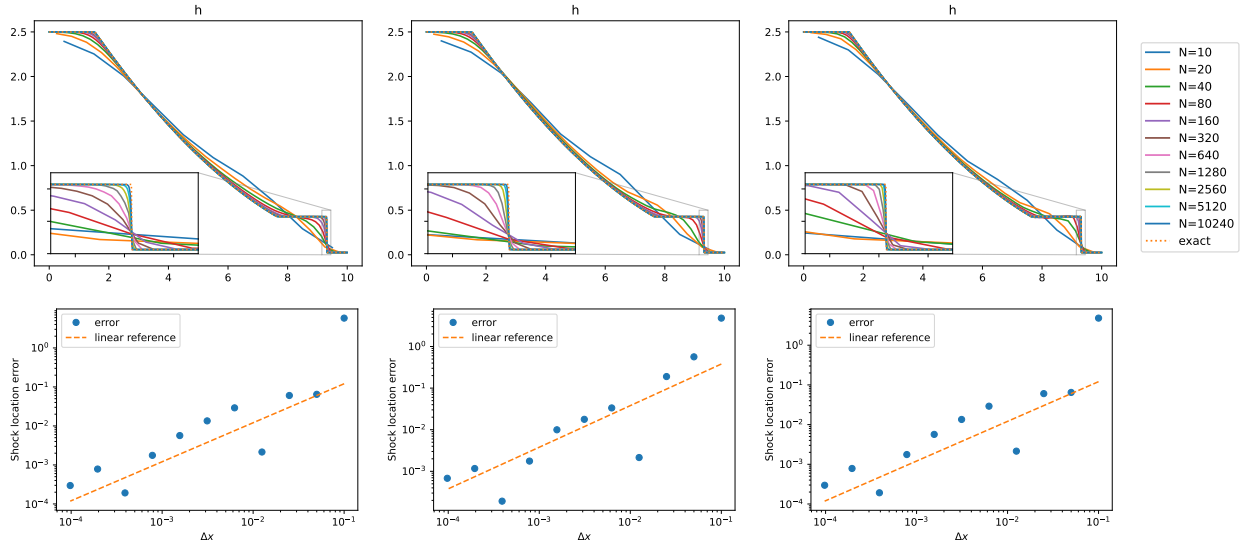 h
h
h
2.5
2.0
1.5
1.0
0.5
0.0
0
2
4
6
8
10
2.5
2.0
1.5
1.0
0.5
0.0
0
2
4
6
8
10
2.5
2.0
1.5
1.0
0.5
0.0
0
2
4
6
8
10
N=10
N=20
N=40
N=80
N=160
N=320
N=640
N=1280
N=2560
N=5120
N=10240
exact
Shock location error
error
linear reference
10⁰
10⁻¹
10⁻²
10⁻³
10⁻⁴
10⁻⁴
10⁻³
10⁻²
10⁻¹
Δx
Shock location error
error
linear reference
10⁰
10⁻¹
10⁻²
10⁻³
10⁻⁴
10⁻³
10⁻²
10⁻¹
Δx
Shock location error
error
linear reference
10⁰
10⁻¹
10⁻²
10⁻³
10⁻⁴
10⁻⁴
10⁻³
10⁻²
10⁻¹
Δx